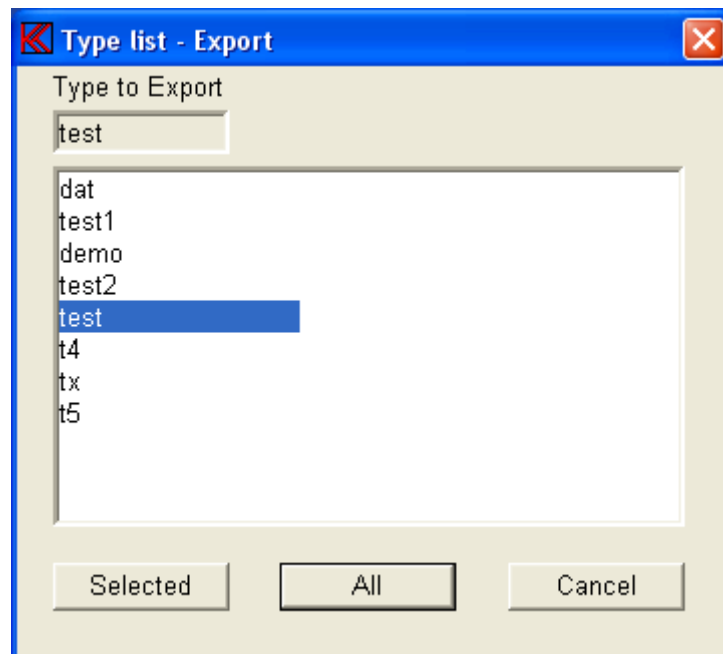 Type list - Export
Type to Export
test
dat
test1
demo
test2
test
t4
tx
t5
Selected All Cancel